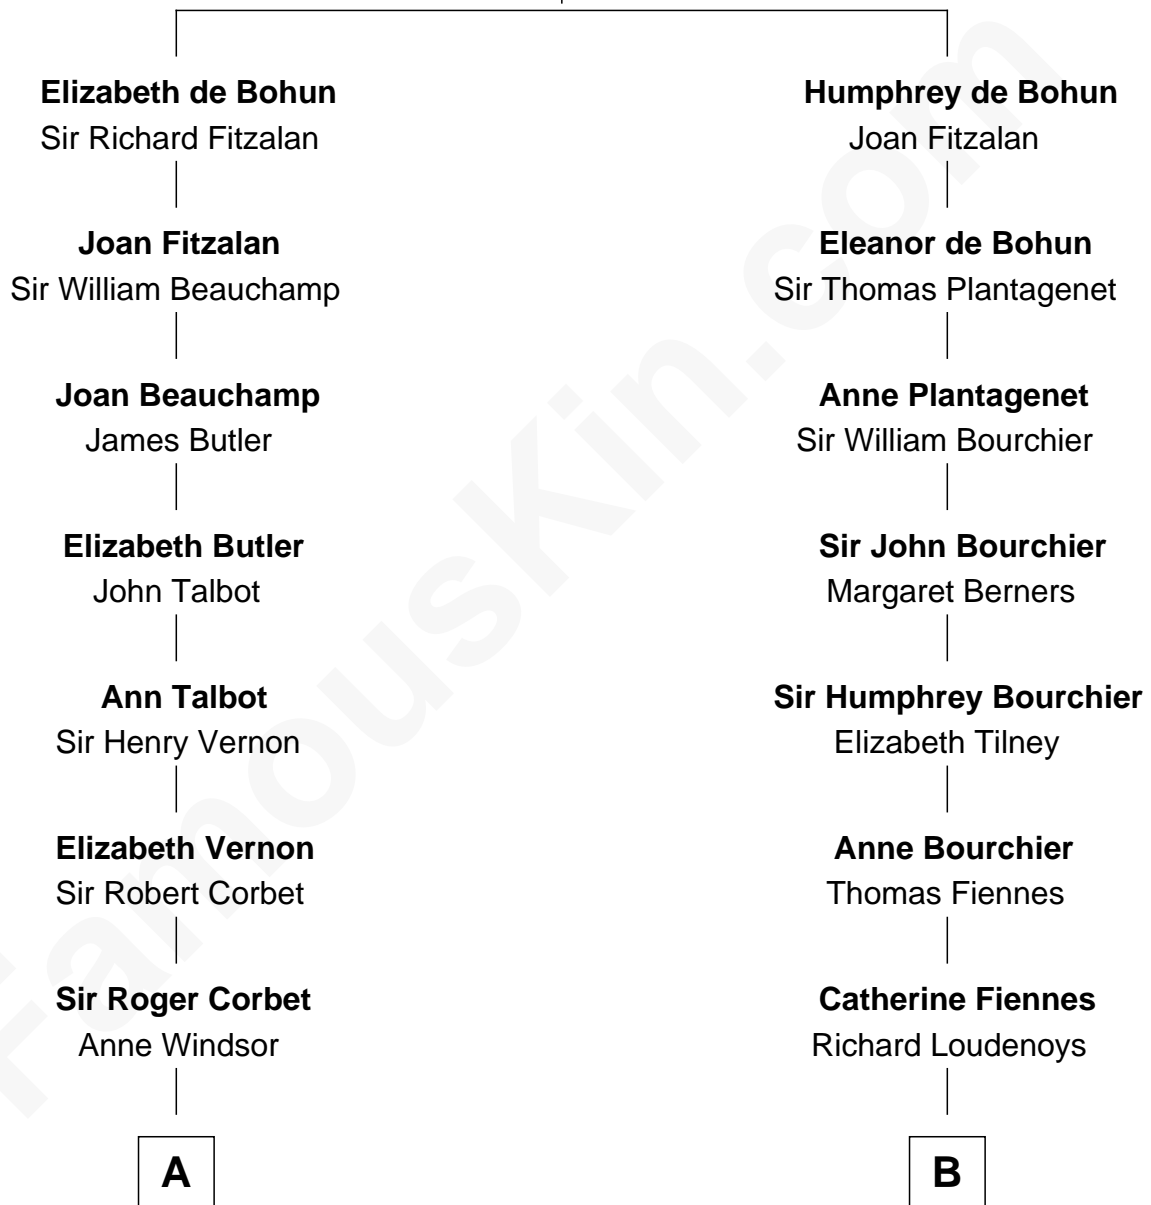 Elizabeth de Bohun
Sir Richard Fitzalan
Humphrey de Bohun
Joan Fitzalan
Joan Fitzalan
Sir William Beauchamp
Eleanor de Bohun
Sir Thomas Plantagenet
Joan Beauchamp
James Butler
Anne Plantagenet
Sir William Bourchier
Elizabeth Butler
John Talbot
Sir John Bourchier
Margaret Berners
Ann Talbot
Sir Henry Vernon
Sir Humphrey Bourchier
Elizabeth Tilney
Elizabeth Vernon
Sir Robert Corbet
Anne Bourchier
Thomas Fiennes
Sir Roger Corbet
Anne Windsor
Catherine Fiennes
Richard Loudenoys
A
B
FamousKin.com